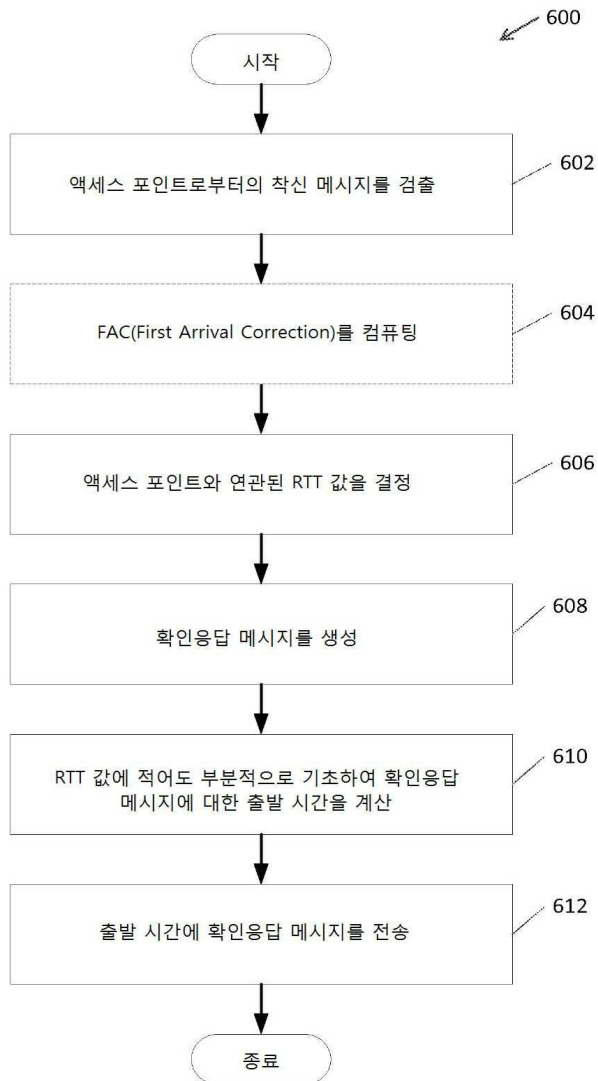 600
시작
액세스 포인트로부터의 착신 메시지를 검출
602
FAC(First Arrival Correction)를 컴퓨팅
604
액세스 포인트와 연관된 RTT 값을 결정
606
확인응답 메시지를 생성
608
RTT 값에 적어도 부분적으로 기초하여 확인응답
메시지에 대한 출발 시간을 계산
610
출발 시간에 확인응답 메시지를 전송
612
종료